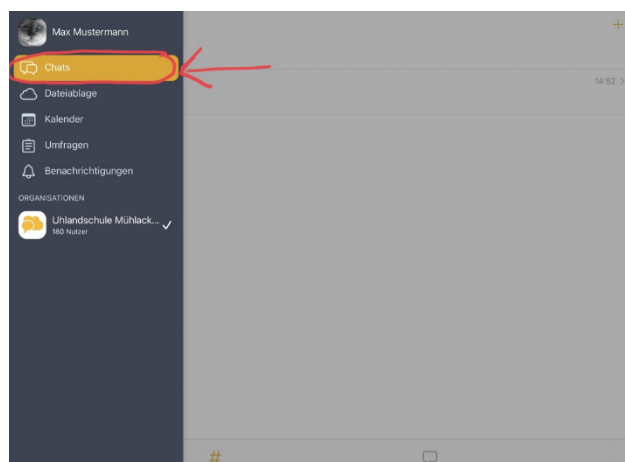 Max Mustermann
Chats
Dateiablage
Kalender
Umfragen
Benachrichtigungen
ORGANISATIONEN
Uhlandschule Mühlack...
180 Nutzer
14:52
#